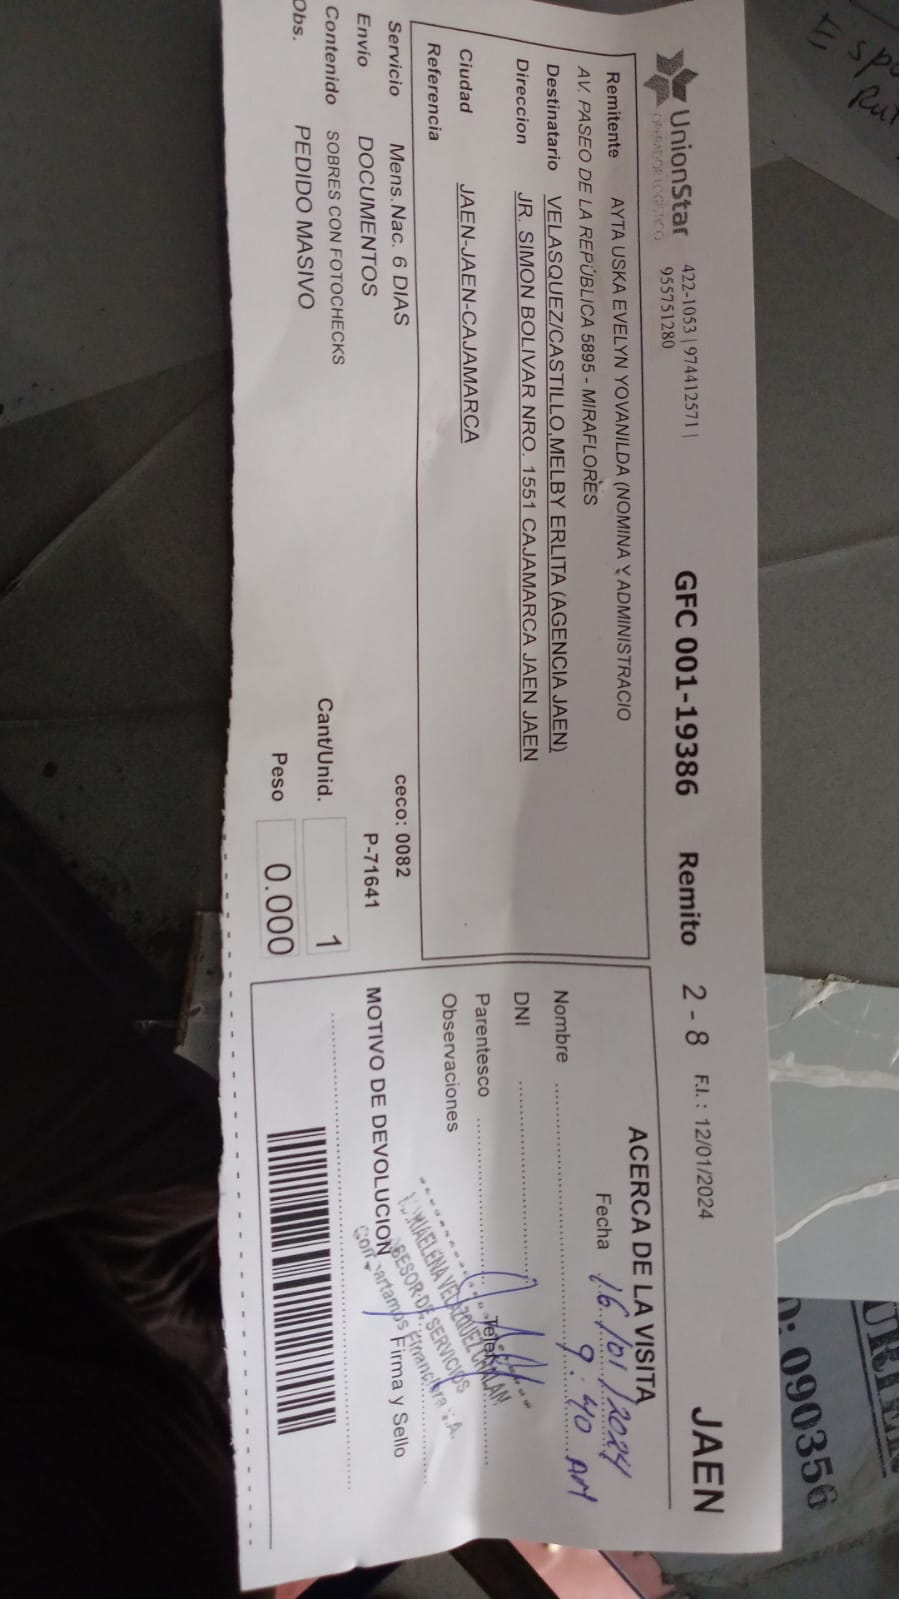 UnionStar
OPERADOR LOGÍSTICO
422-1053 | 974412571 |
955751280
GFC 001-19386 Remito 2 - 8 F.I. : 12/01/2024 JAEN
Remitente AYTA USKA EVELYN YOVANILDA (NOMINA Y ADMINISTRACIO
AV. PASEO DE LA REPÚBLICA 5895 - MIRAFLORES
Destinatario VELASQUEZ/CASTILLO,MELBY ERLITA (AGENCIA JAEN)
Direccion JR. SIMON BOLIVAR NRO. 1551 CAJAMARCA JAEN JAEN
Ciudad JAEN-JAEN-CAJAMARCA
Referencia
Servicio Mens.Nac. 6 DIAS ceco: 0082
Envío DOCUMENTOS P-71641
Contenido SOBRES CON FOTOCHECKS Cant/Unid. 1
Obs. PEDIDO MASIVO Peso 0.000
ACERCA DE LA VISITA
Fecha 16/01/2024
Nombre 9:40 AM
DNI
Parentesco
Observaciones
ASESOR DE SERVICIOS
Compartamos Financiera S.A.
MOTIVO DE DEVOLUCION Firma y Sello
D: 090356